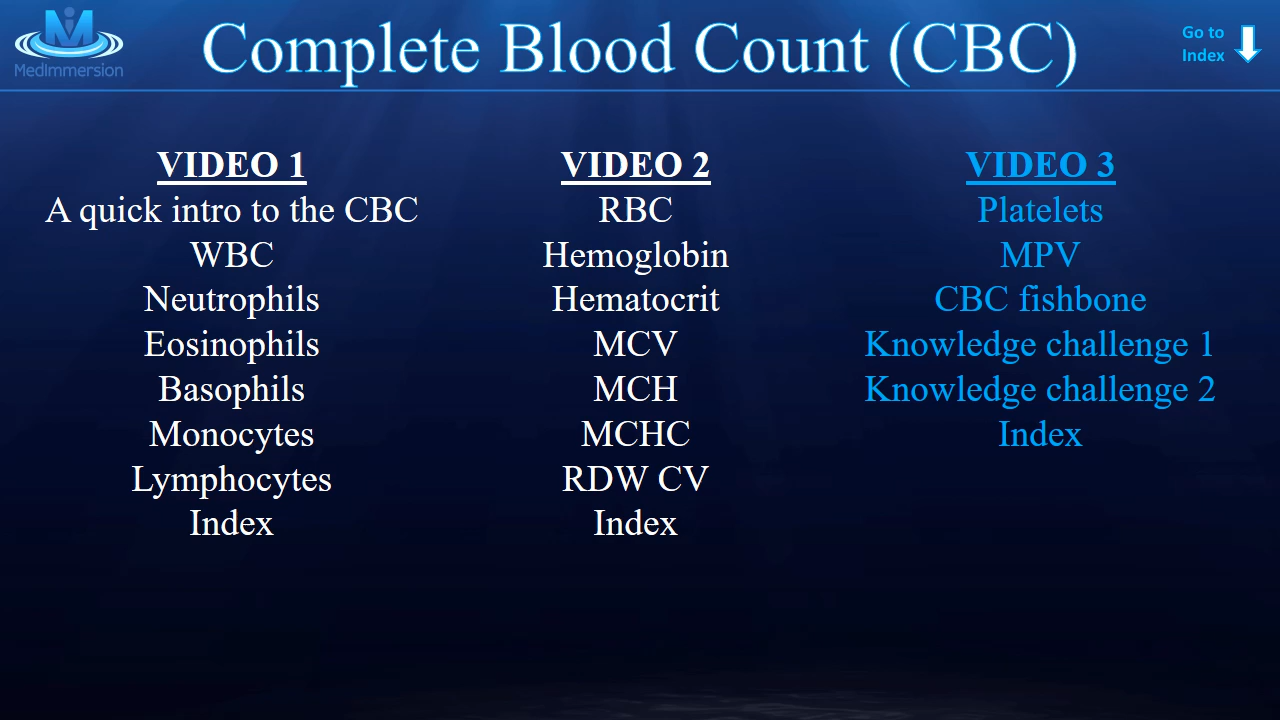 MedImmersion
Complete Blood Count (CBC)
Go to
Index
VIDEO 1
A quick intro to the CBC
WBC
Neutrophils
Eosinophils
Basophils
Monocytes
Lymphocytes
Index
VIDEO 2
RBC
Hemoglobin
Hematocrit
MCV
MCH
MCHC
RDW CV
Index
VIDEO 3
Platelets
MPV
CBC fishbone
Knowledge challenge 1
Knowledge challenge 2
Index